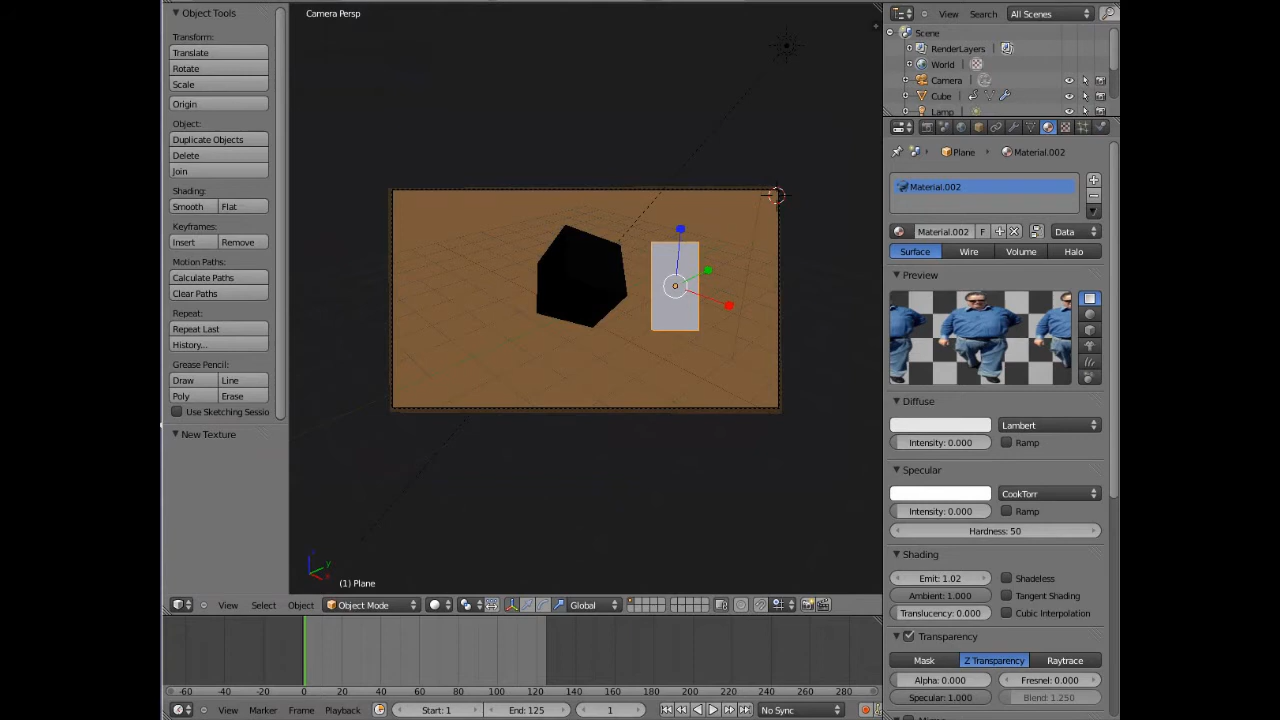 Object Tools
Transform:
Translate
Rotate
Scale
Origin
Object:
Duplicate Objects
Delete
Join
Shading:
Smooth Flat
Keyframes:
Insert Remove
Motion Paths:
Calculate Paths
Clear Paths
Repeat:
Repeat Last
History...
Grease Pencil:
Draw Line
Poly Erase
Use Sketching Sessio
New Texture
Camera Persp
(1) Plane
View Select Object Object Mode Global
-60 -40 -20 0 20 40 60 80 100 120 140 160 180 200 220 240 260 280
View Marker Frame Playback Start: 1 End: 125 1 No Sync
View Search All Scenes
Scene
RenderLayers
World
Camera
Cube
Lamp
Plane Material.002
Material.002
Material.002 F Data
Surface Wire Volume Halo
Preview
Diffuse
Lambert
Intensity: 0.000 Ramp
Specular
CookTorr
Intensity: 0.000 Ramp
Hardness: 50
Shading
Emit: 1.02 Shadeless
Ambient: 1.000 Tangent Shading
Translucency: 0.000 Cubic Interpolation
Transparency
Mask Z Transparency Raytrace
Alpha: 0.000 Fresnel: 0.000
Specular: 1.000 Blend: 1.250